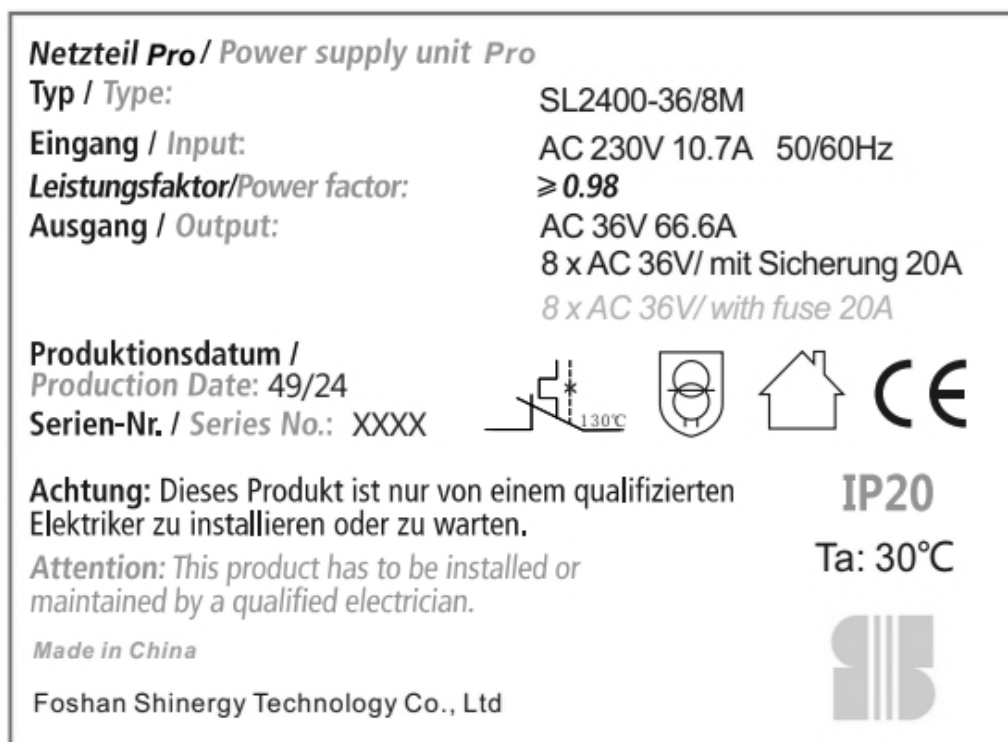 Netzteil Pro / Power supply unit Pro
Typ / Type: SL2400-36/8M
Eingang / Input: AC 230V 10.7A 50/60Hz
Leistungsfaktor/Power factor: ⩾ 0.98
Ausgang / Output: AC 36V 66.6A
8 x AC 36V/ mit Sicherung 20A
8 x AC 36V/ with fuse 20A
Produktionsdatum /
Production Date: 49/24
Serien-Nr. / Series No.: XXXX
130℃
CE
Achtung: Dieses Produkt ist nur von einem qualifizierten
Elektriker zu installieren oder zu warten.
IP20
Attention: This product has to be installed or
maintained by a qualified electrician.
Ta: 30℃
Made in China
Foshan Shinergy Technology Co., Ltd